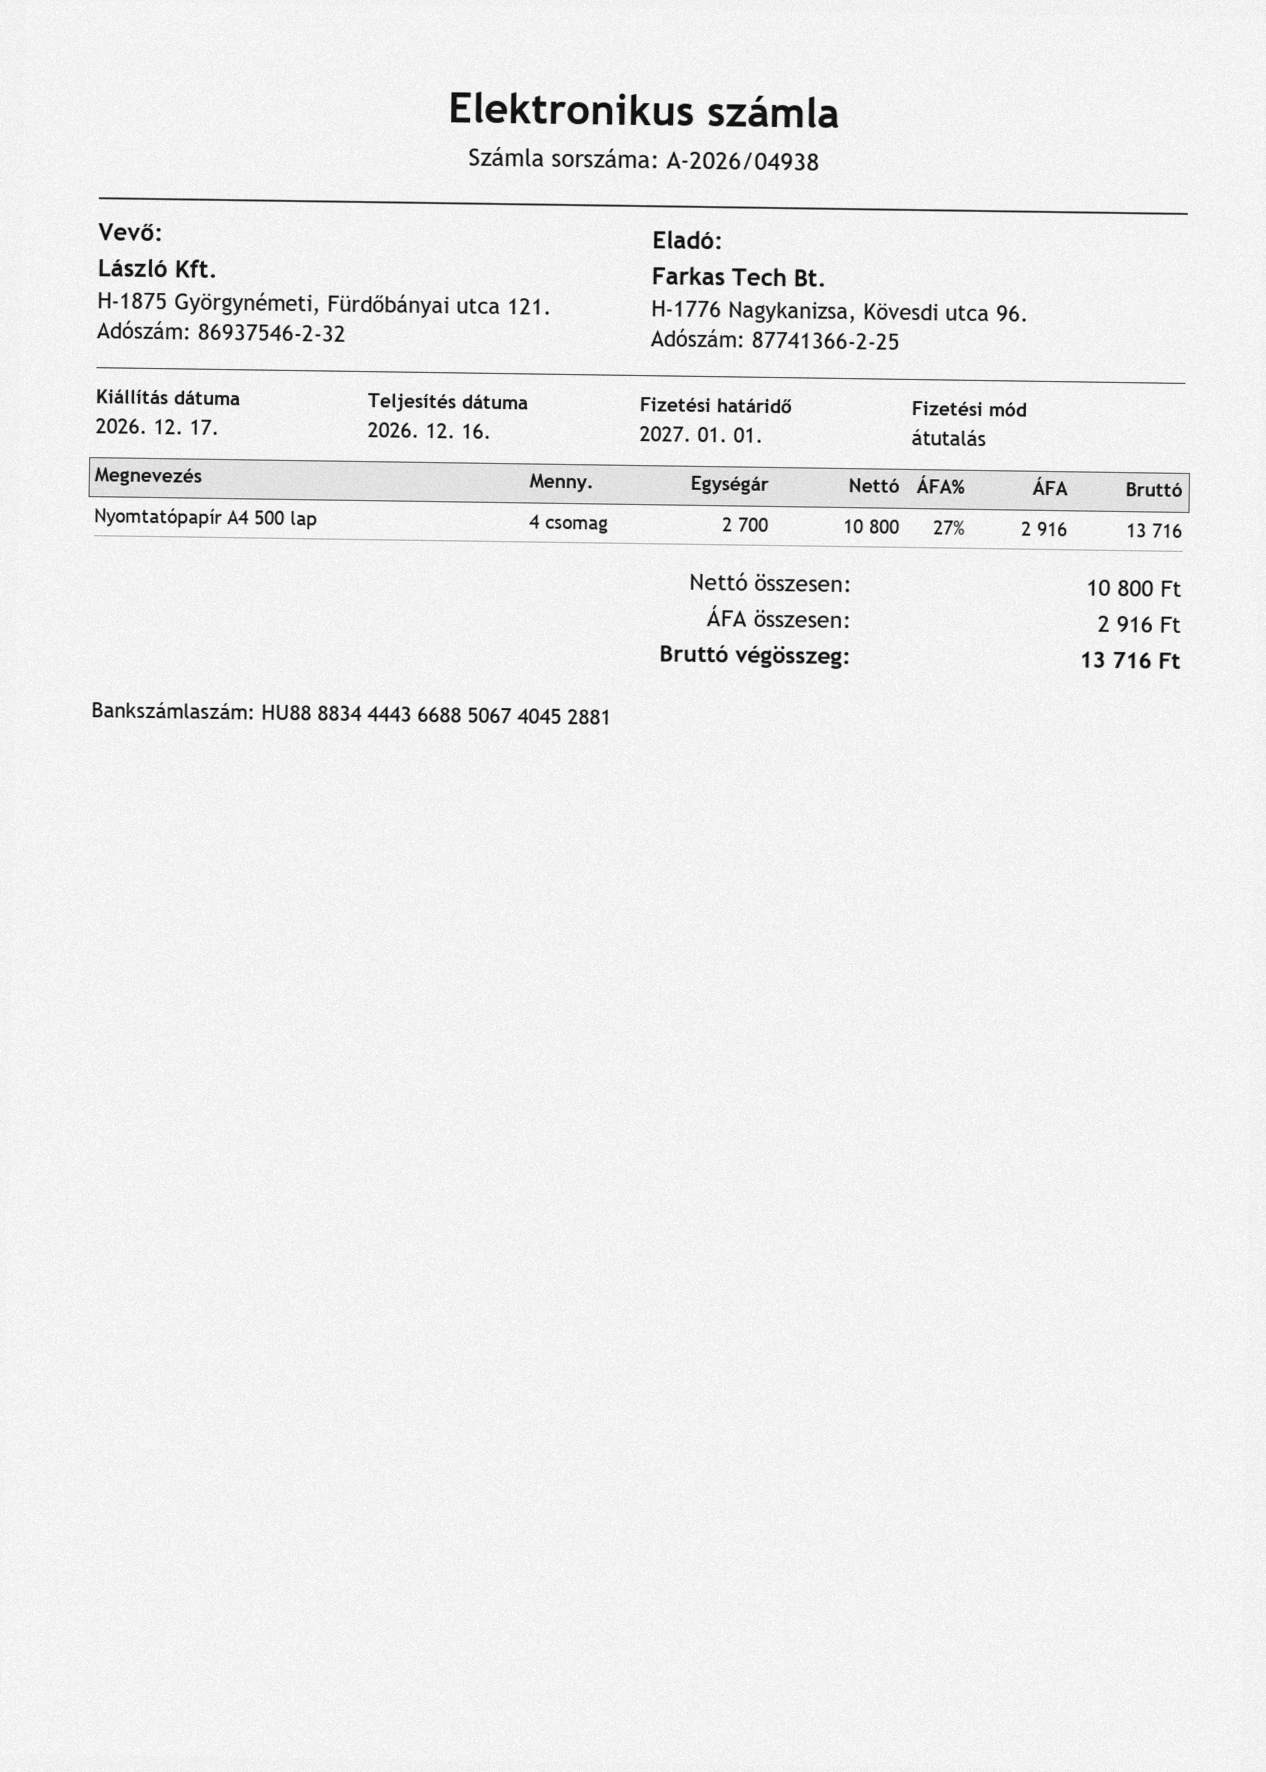 Elektronikus számla
Számla sorszáma: A-2026/04938
Vevő:
László Kft.
H-1875 Györgynémeti, Fürdőbányai utca 121.
Adószám: 86937546-2-32
Eladó:
Farkas Tech Bt.
H-1776 Nagykanizsa, Kövesdi utca 96.
Adószám: 87741366-2-25
Kiállítás dátuma Teljesítés dátuma Fizetési határidő Fizetési mód
2026. 12. 17. 2026. 12. 16. 2027. 01. 01. átutalás
Megnevezés Menny. Egységár Nettó ÁFA% ÁFA Bruttó
Nyomtatópapír A4 500 lap 4 csomag 2 700 10 800 27% 2 916 13 716
Nettó összesen: 10 800 Ft
ÁFA összesen: 2 916 Ft
Bruttó végösszeg: 13 716 Ft
Bankszámlaszám: HU88 8834 4443 6688 5067 4045 2881